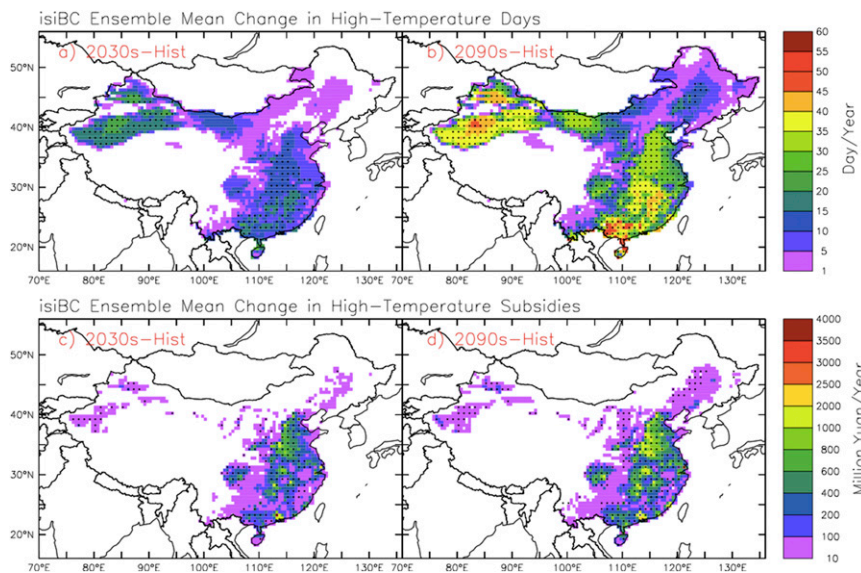 isiBC Ensemble Mean Change in High-Temperature Days
a) 2030s-Hist
b) 2090s-Hist
50°N
40°N
30°N
20°N
70°E 80°E 90°E 100°E 110°E 120°E 130°E
70°E 80°E 90°E 100°E 110°E 120°E 130°E
60
55
50
45
40
35
30
25
20
15
10
5
1
Day/Year
isiBC Ensemble Mean Change in High-Temperature Subsidies
c) 2030s-Hist
d) 2090s-Hist
50°N
40°N
30°N
20°N
70°E 80°E 90°E 100°E 110°E 120°E 130°E
70°E 80°E 90°E 100°E 110°E 120°E 130°E
4000
3500
3000
2500
2000
1000
800
600
400
200
100
10
Million Yuan/Year